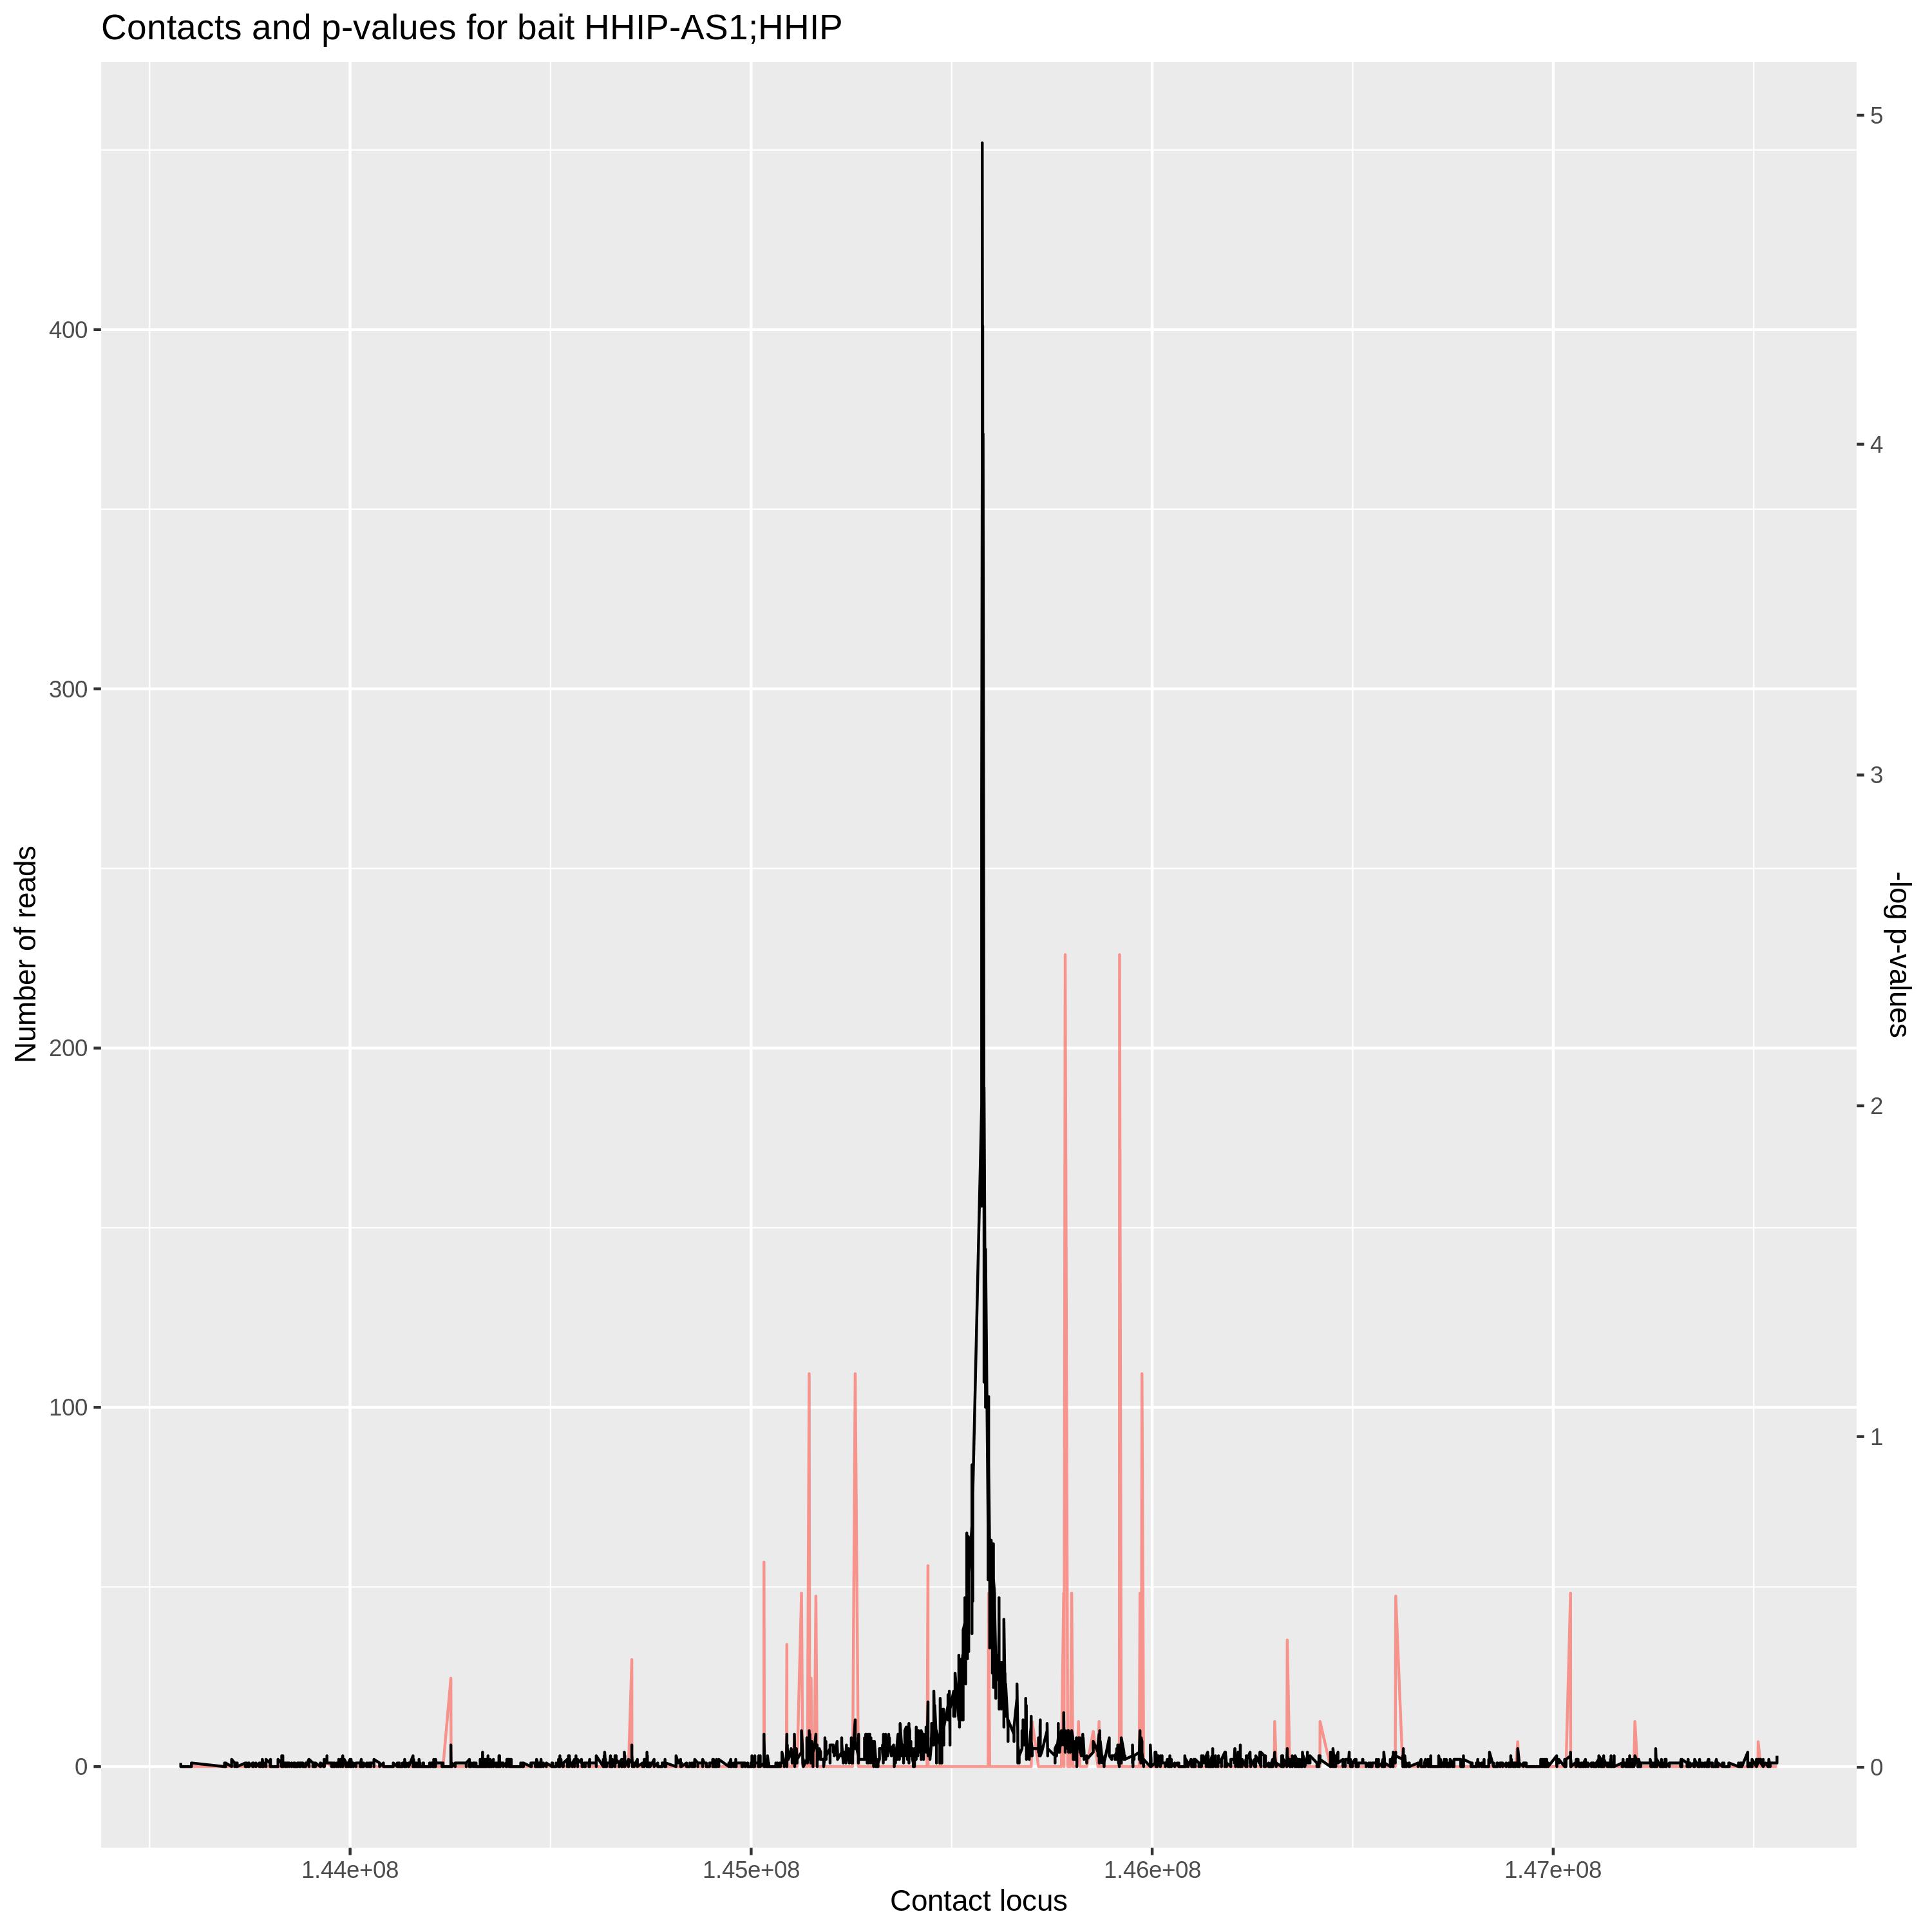 Contacts and p-values for bait HHIP-AS1;HHIP
5
400
4
300
3
Number of reads
-log p-values
200
2
100
1
0
0
1.44e+08
1.45e+08
1.46e+08
1.47e+08
Contact locus